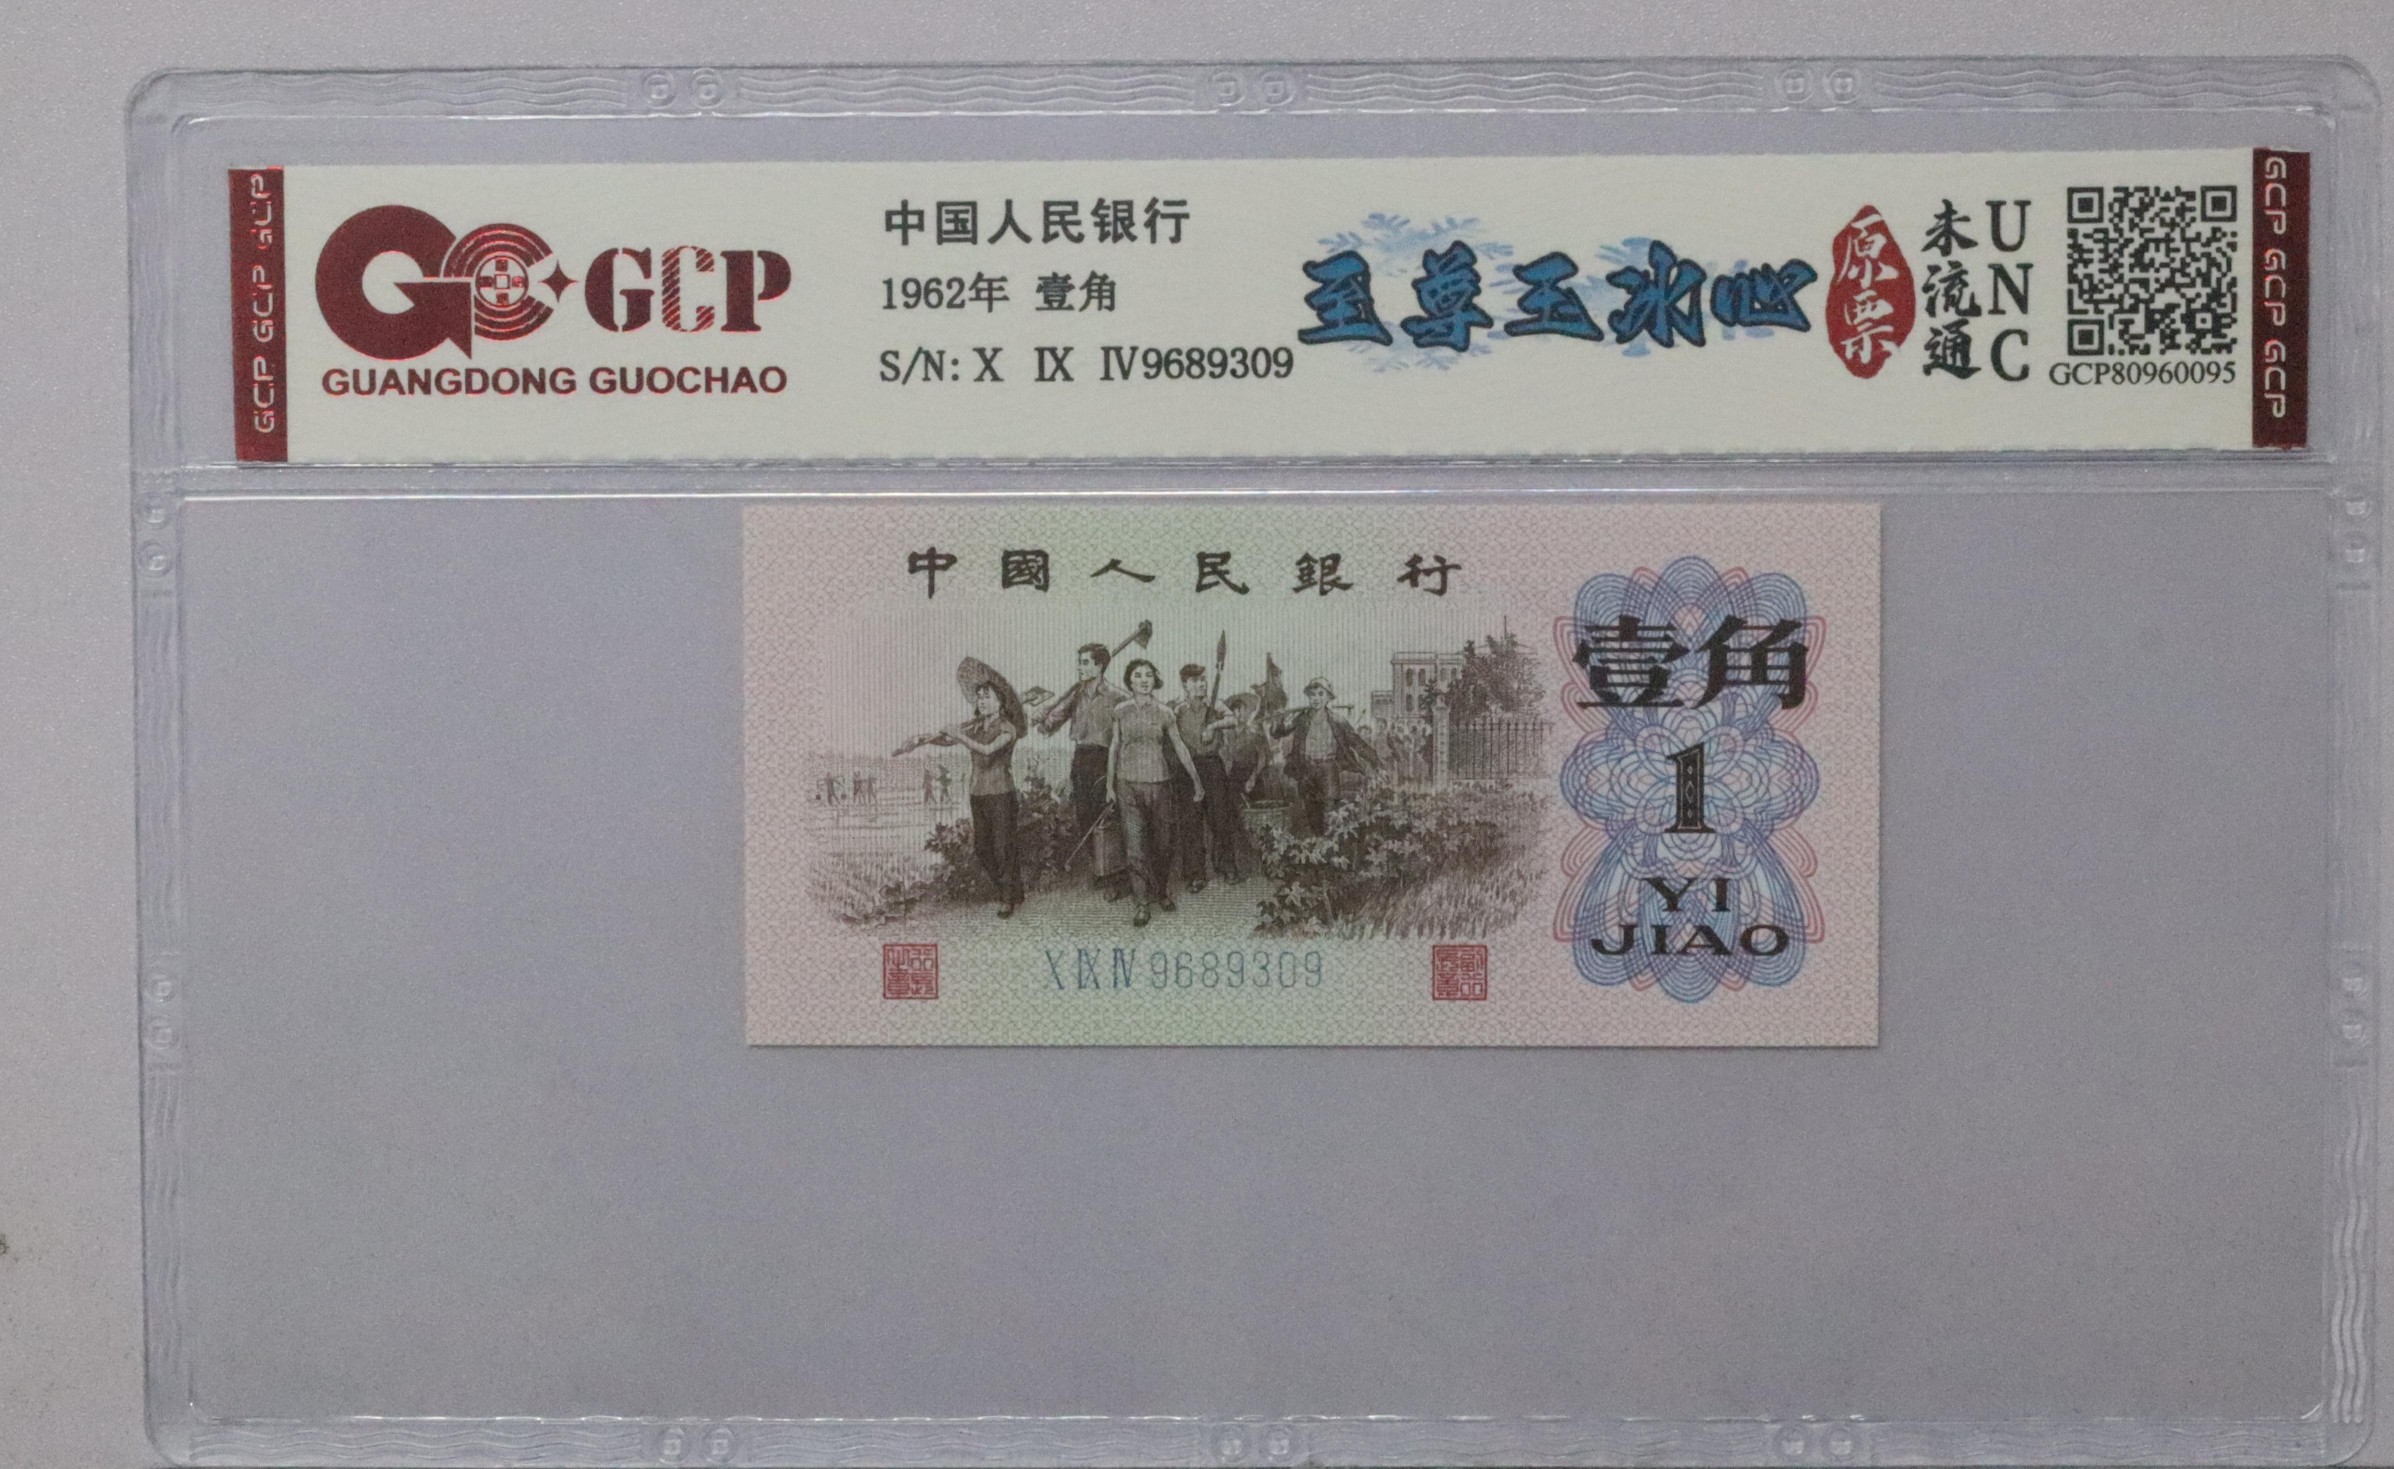 GCP GCP GCP
GCP
GUANGDONG GUOCHAO
中国人民银行
1962年 壹角
S/N: X IX IV9689309
至尊玉冰心
原票
未流通
UNC
GCP80960095
GCP GCP GCP
中國人民銀行
壹角
1
YI
JIAO
X IX IV 9689309